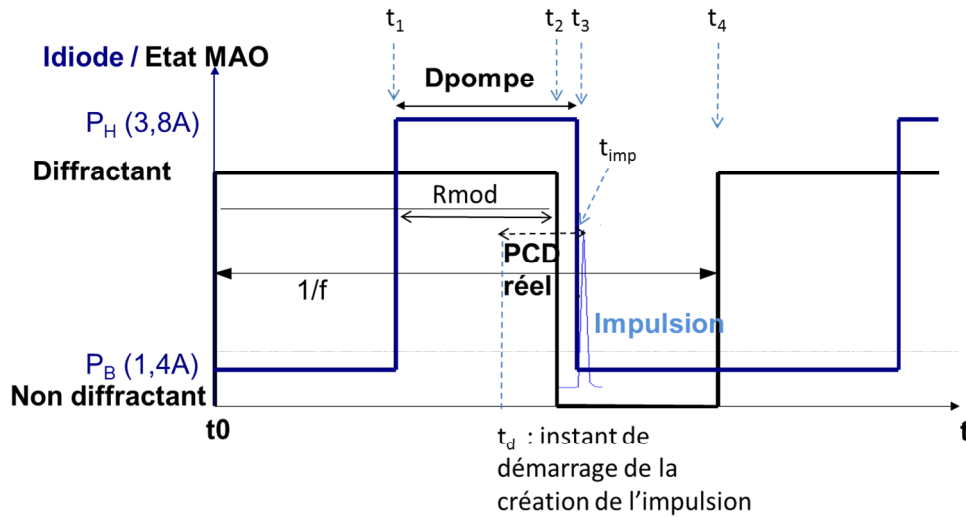 t1 t2 t3 t4
Idiode / Etat MAO
Dpompe
PH (3,8A)
timp
Diffractant
Rmod
PCD
réel
1/f
Impulsion
PB (1,4A)
Non diffractant
t0 t
td : instant de
démarrage de la
création de l'impulsion